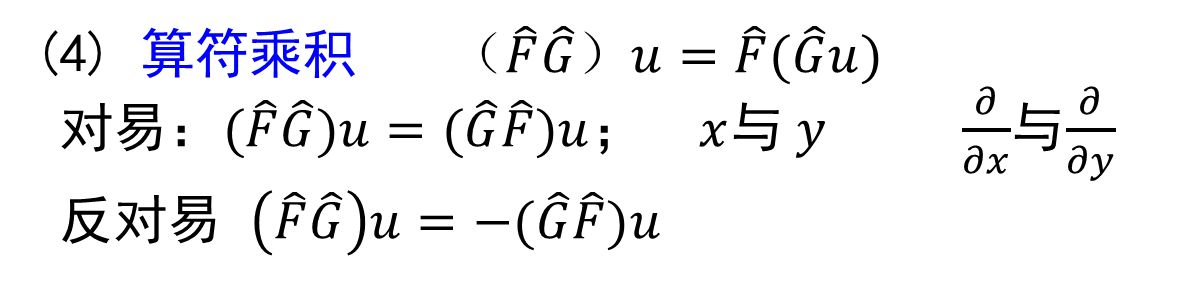 (4) 算符乘积 （F̂Ĝ）u = F̂(Ĝu)
对易：(F̂Ĝ)u = (ĜF̂)u； x与 y ∂/∂x与∂/∂y
反对易 (F̂Ĝ)u = −(ĜF̂)u